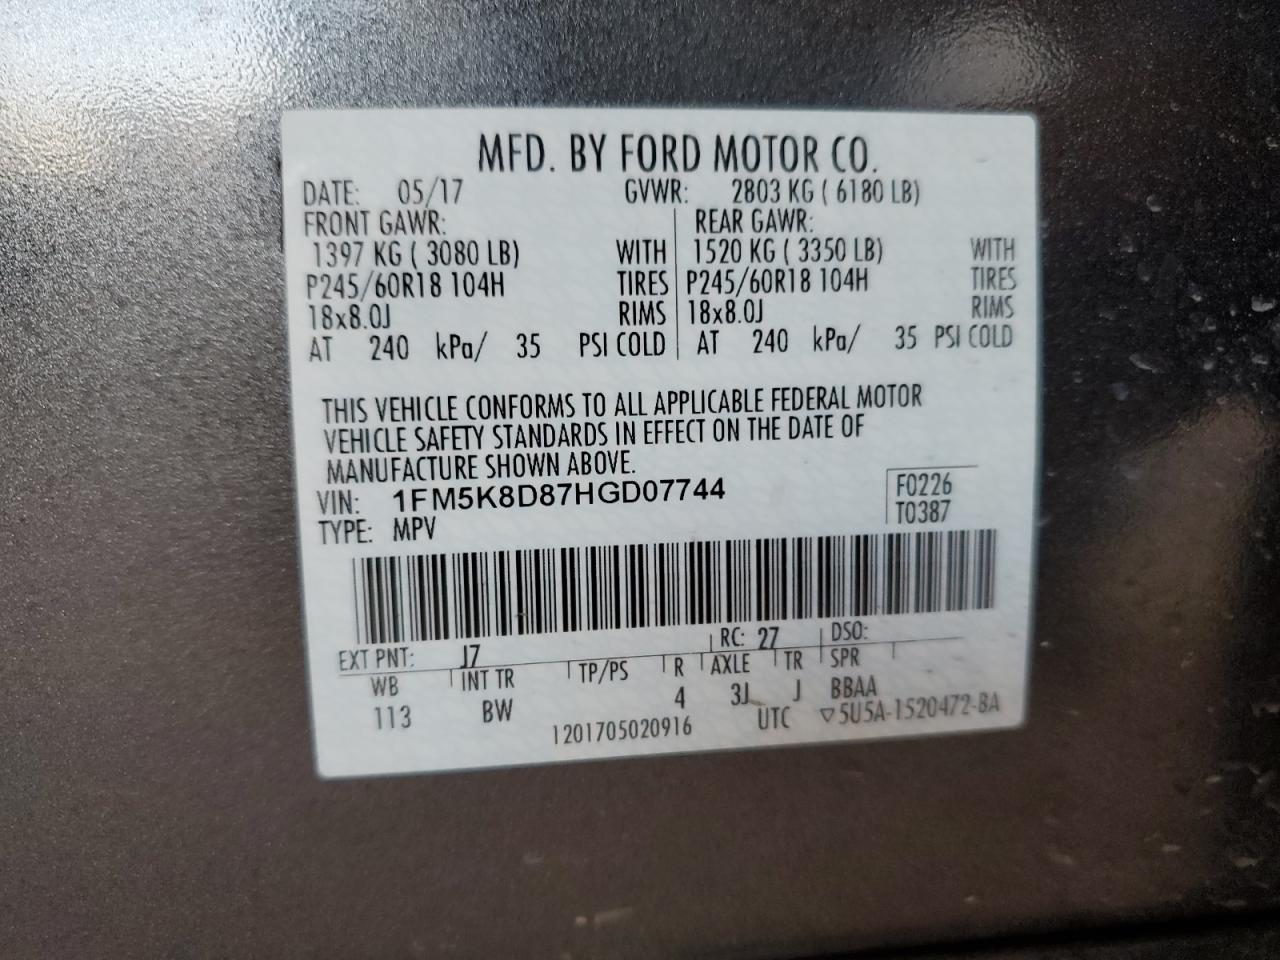 MFD. BY FORD MOTOR CO.
DATE: 05/17 GVWR: 2803 KG ( 6180 LB)
FRONT GAWR: REAR GAWR:
1397 KG ( 3080 LB) WITH 1520 KG ( 3350 LB) WITH
P245/60R18 104H TIRES P245/60R18 104H TIRES
18x8.0J RIMS 18x8.0J RIMS
AT 240 kPa/ 35 PSI COLD AT 240 kPa/ 35 PSI COLD
THIS VEHICLE CONFORMS TO ALL APPLICABLE FEDERAL MOTOR
VEHICLE SAFETY STANDARDS IN EFFECT ON THE DATE OF
MANUFACTURE SHOWN ABOVE.
VIN: 1FM5K8D87HGD07744 F0226
TYPE: MPV T0387
EXT PNT: J7 RC: 27 DSO:
WB INT TR TP/PS R AXLE TR SPR
113 BW 4 3J J BBAA
1201705020916 UTC ▽5U5A-1520472-BA